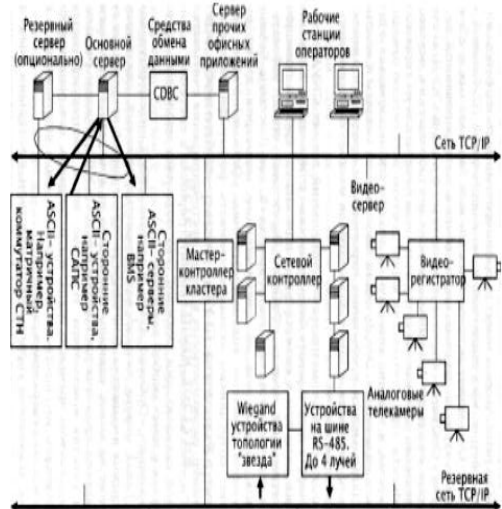 Резервный
сервер
(опционально)
Основной
сервер
Средства
обмена
данными
CDBC
Сервер
прочих
офисных
приложений
Рабочие
станции
операторов
Сеть TCP/IP
Видео-
сервер
ASCII – устройства.
Например,
матричный
коммутатор CTH
Сторонние
ASCII – устройства,
например
САПС
Сторонние
ASCII – серверы,
например
BMS
Мастер-
контроллер
кластера
Сетевой
контроллер
Видео-
регистратор
Wiegand
устройства
топологии
"звезда"
Устройства
на шине
RS-485.
До 4 лучей
Аналоговые
телекамеры
Резервная
сеть TCP/IP